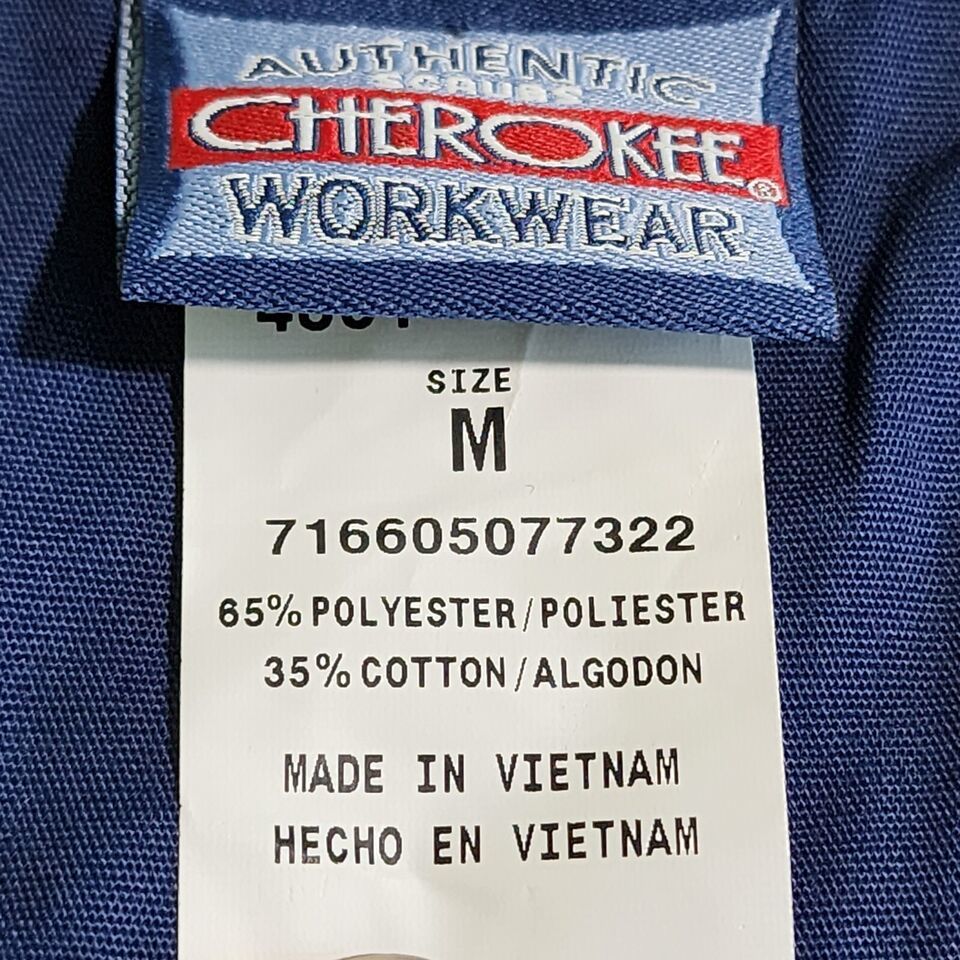 AUTHENTIC
SCRUBS
CHEROKEE®
WORKWEAR
SIZE
M
716605077322
65% POLYESTER/POLIESTER
35% COTTON/ALGODON
MADE IN VIETNAM
HECHO EN VIETNAM